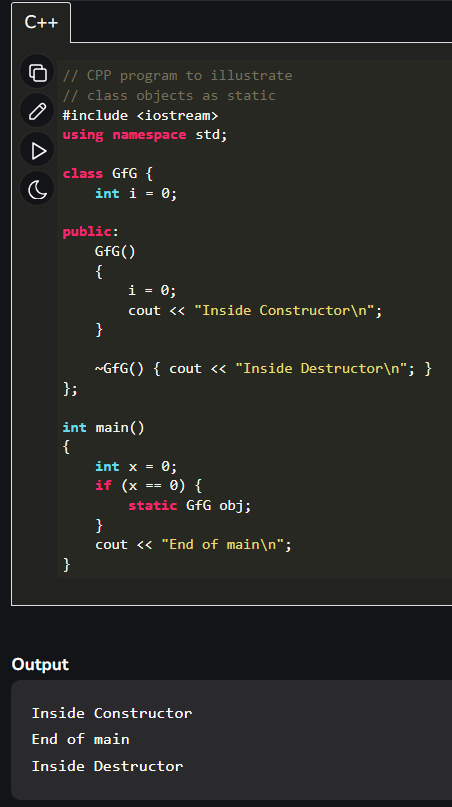 C++
// CPP program to illustrate
// class objects as static
#include <iostream>
using namespace std;

class GfG {
    int i = 0;

public:
    GfG()
    {
        i = 0;
        cout << "Inside Constructor\n";
    }

    ~GfG() { cout << "Inside Destructor\n"; }
};

int main()
{
    int x = 0;
    if (x == 0) {
        static GfG obj;
    }
    cout << "End of main\n";
}

Output
Inside Constructor
End of main
Inside Destructor